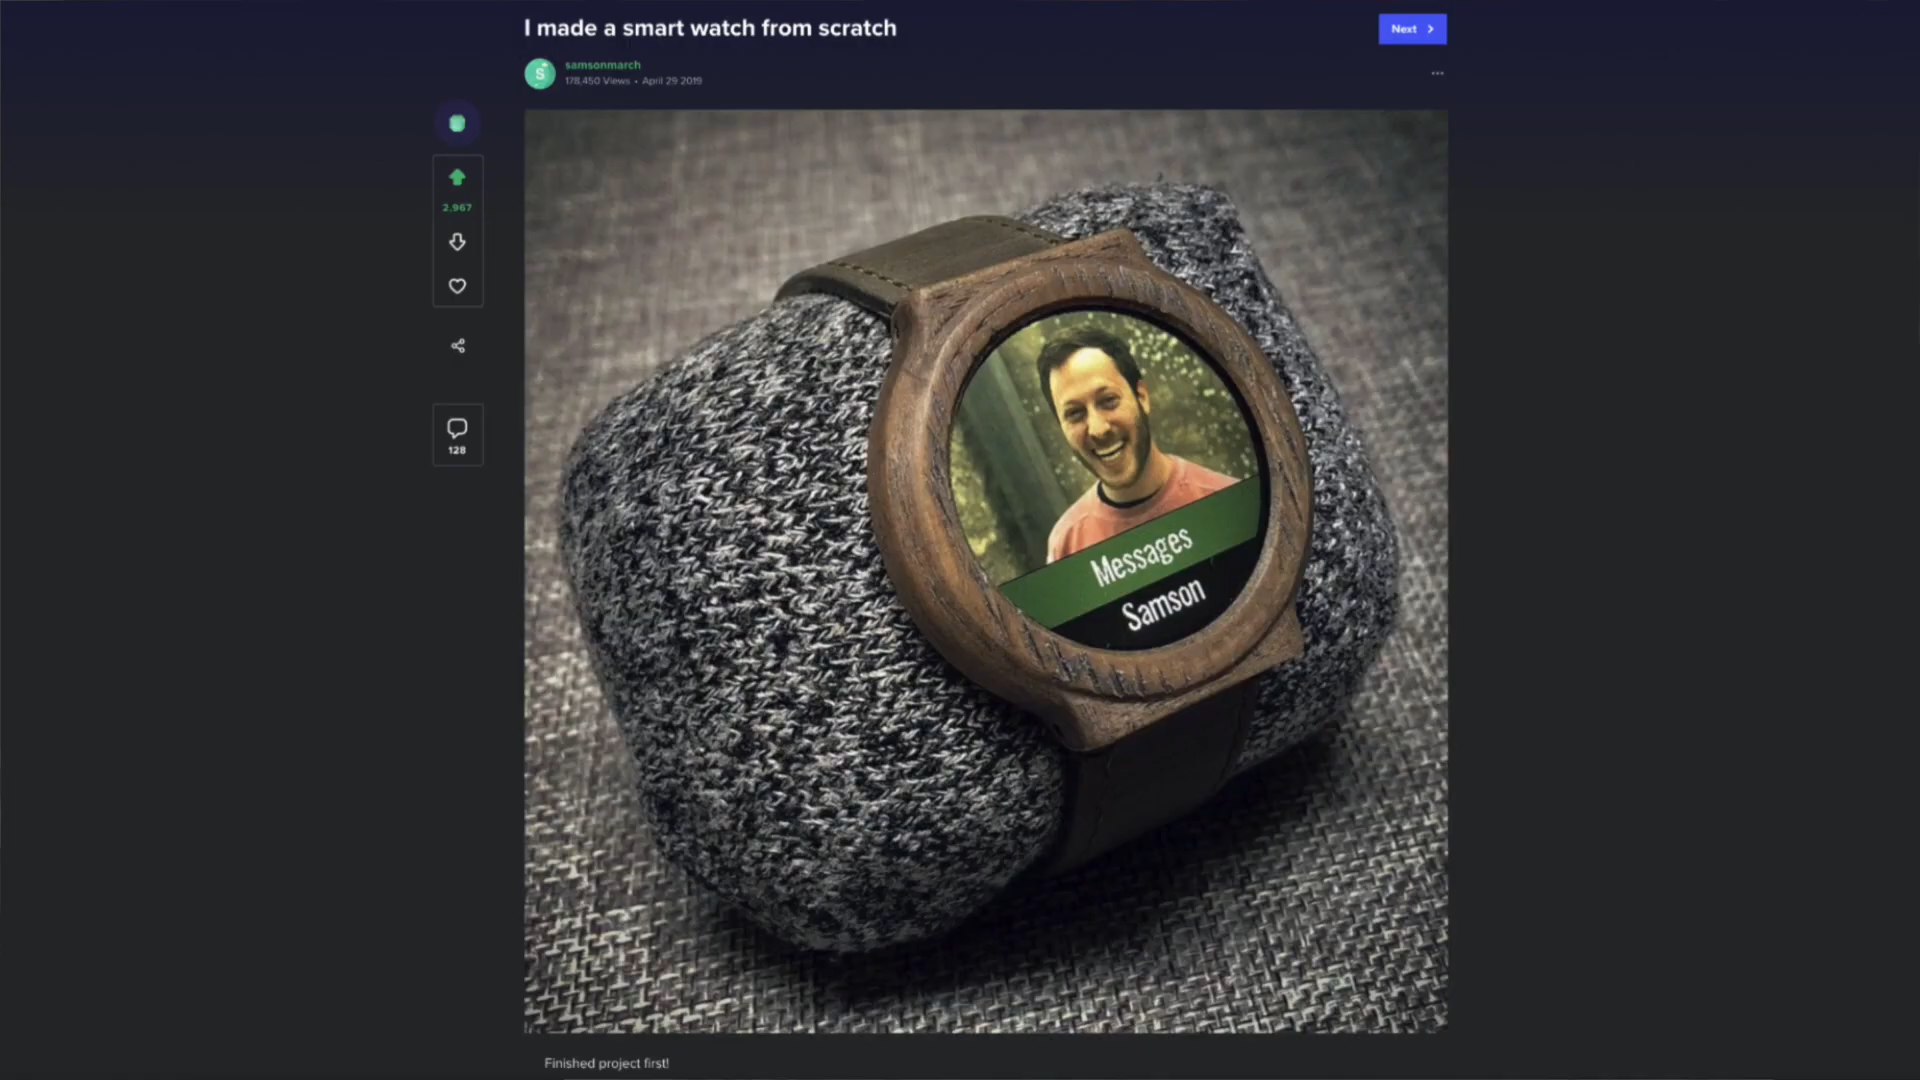 I made a smart watch from scratch
Next
S
samsonmarch
178,450 Views • April 29 2019
2,967
128
Messages
Samson
Finished project first!